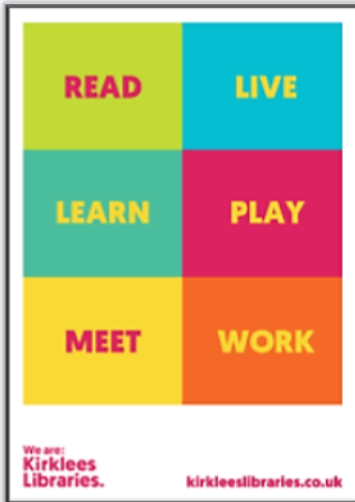 READ LIVE
LEARN PLAY
MEET WORK
We are:
Kirklees
Libraries.
kirkleeslibraries.co.uk